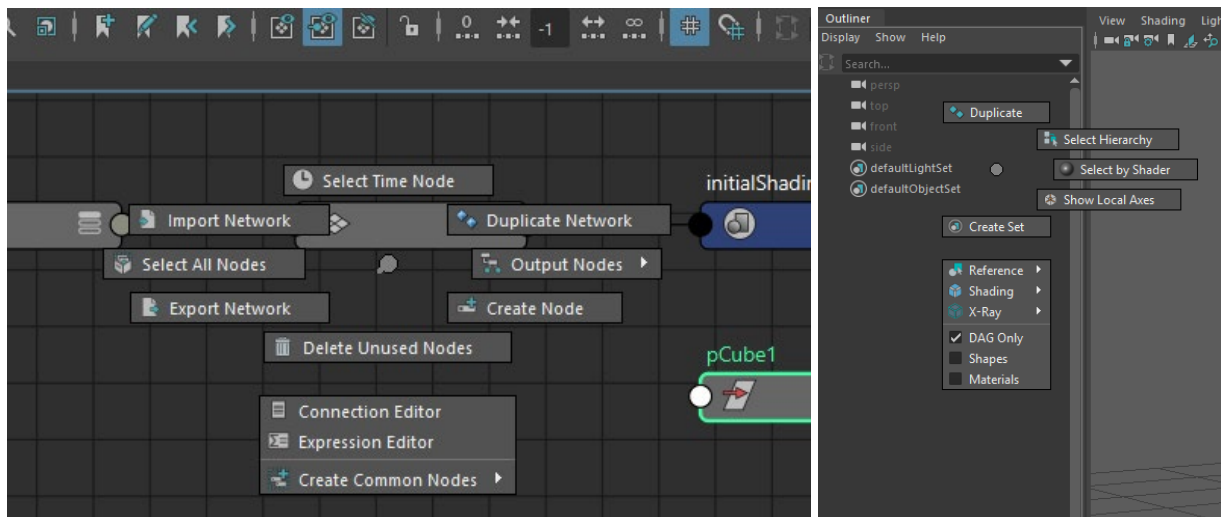 0
-1
∞
Select Time Node
initialShadin
Import Network
Duplicate Network
Select All Nodes
Output Nodes
Export Network
Create Node
Delete Unused Nodes
pCube1
Connection Editor
Expression Editor
Create Common Nodes
Outliner
Display Show Help
Search...
persp
top
front
side
defaultLightSet
defaultObjectSet
Duplicate
Select Hierarchy
Select by Shader
Show Local Axes
Create Set
Reference
Shading
X-Ray
DAG Only
Shapes
Materials
View Shading Ligh